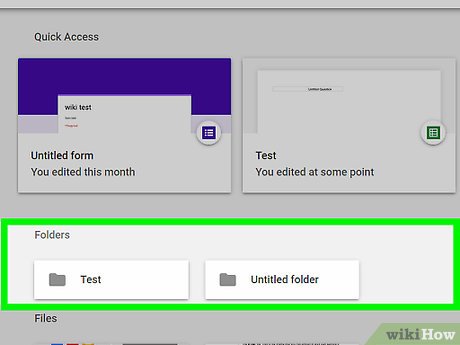 Quick Access
wiki test
Untitled Question
Untitled form
You edited this month
Test
You edited at some point
Folders
Test
Untitled folder
Files
wikiHow